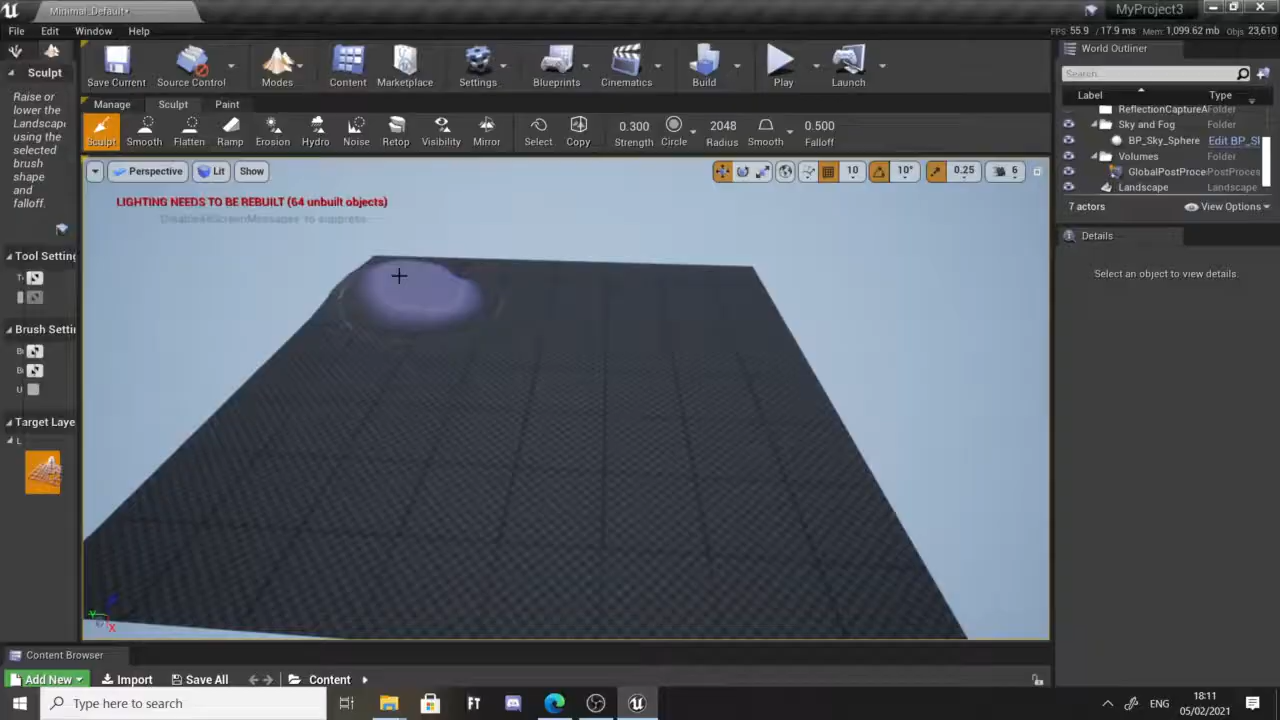 Minimal_Default*
MyProject3
File Edit Window Help
FPS: 55.9 / 17.9 ms Mem: 1,099.62 mb Objs: 23,610
Sculpt
Raise or lower the Landscape using the selected brush shape and falloff.
Tool Setting
Brush Settin
Target Laye
Save Current Source Control Modes Content Marketplace Settings Blueprints Cinematics Build Play Launch
Manage Sculpt Paint
0.300 2048 0.500
Sculpt Smooth Flatten Ramp Erosion Hydro Noise Retop Visibility Mirror Select Copy Strength Circle Radius Smooth Falloff
Perspective Lit Show 10 10° 0.25 6
LIGHTING NEEDS TO BE REBUILT (64 unbuilt objects)
'DisableAllScreenMessages' to suppress
Y
X
World Outliner
Search...
Label Type
ReflectionCaptureA Folder
Sky and Fog Folder
BP_Sky_Sphere Edit BP_Sl
Volumes Folder
GlobalPostProce PostProces
Landscape Landscape
7 actors View Options
Details
Select an object to view details.
Content Browser
Add New Import Save All Content
Type here to search
ENG
18:11
05/02/2021